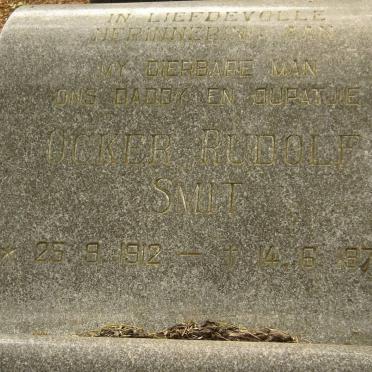 IN LIEFDEVOLLE
HERINNERING AAN
MY DIERBARE MAN
ONS DADDY EN OUPATJIE
OCKER RUDOLF
SMIT
* 25.9.1912 — † 14.6.197